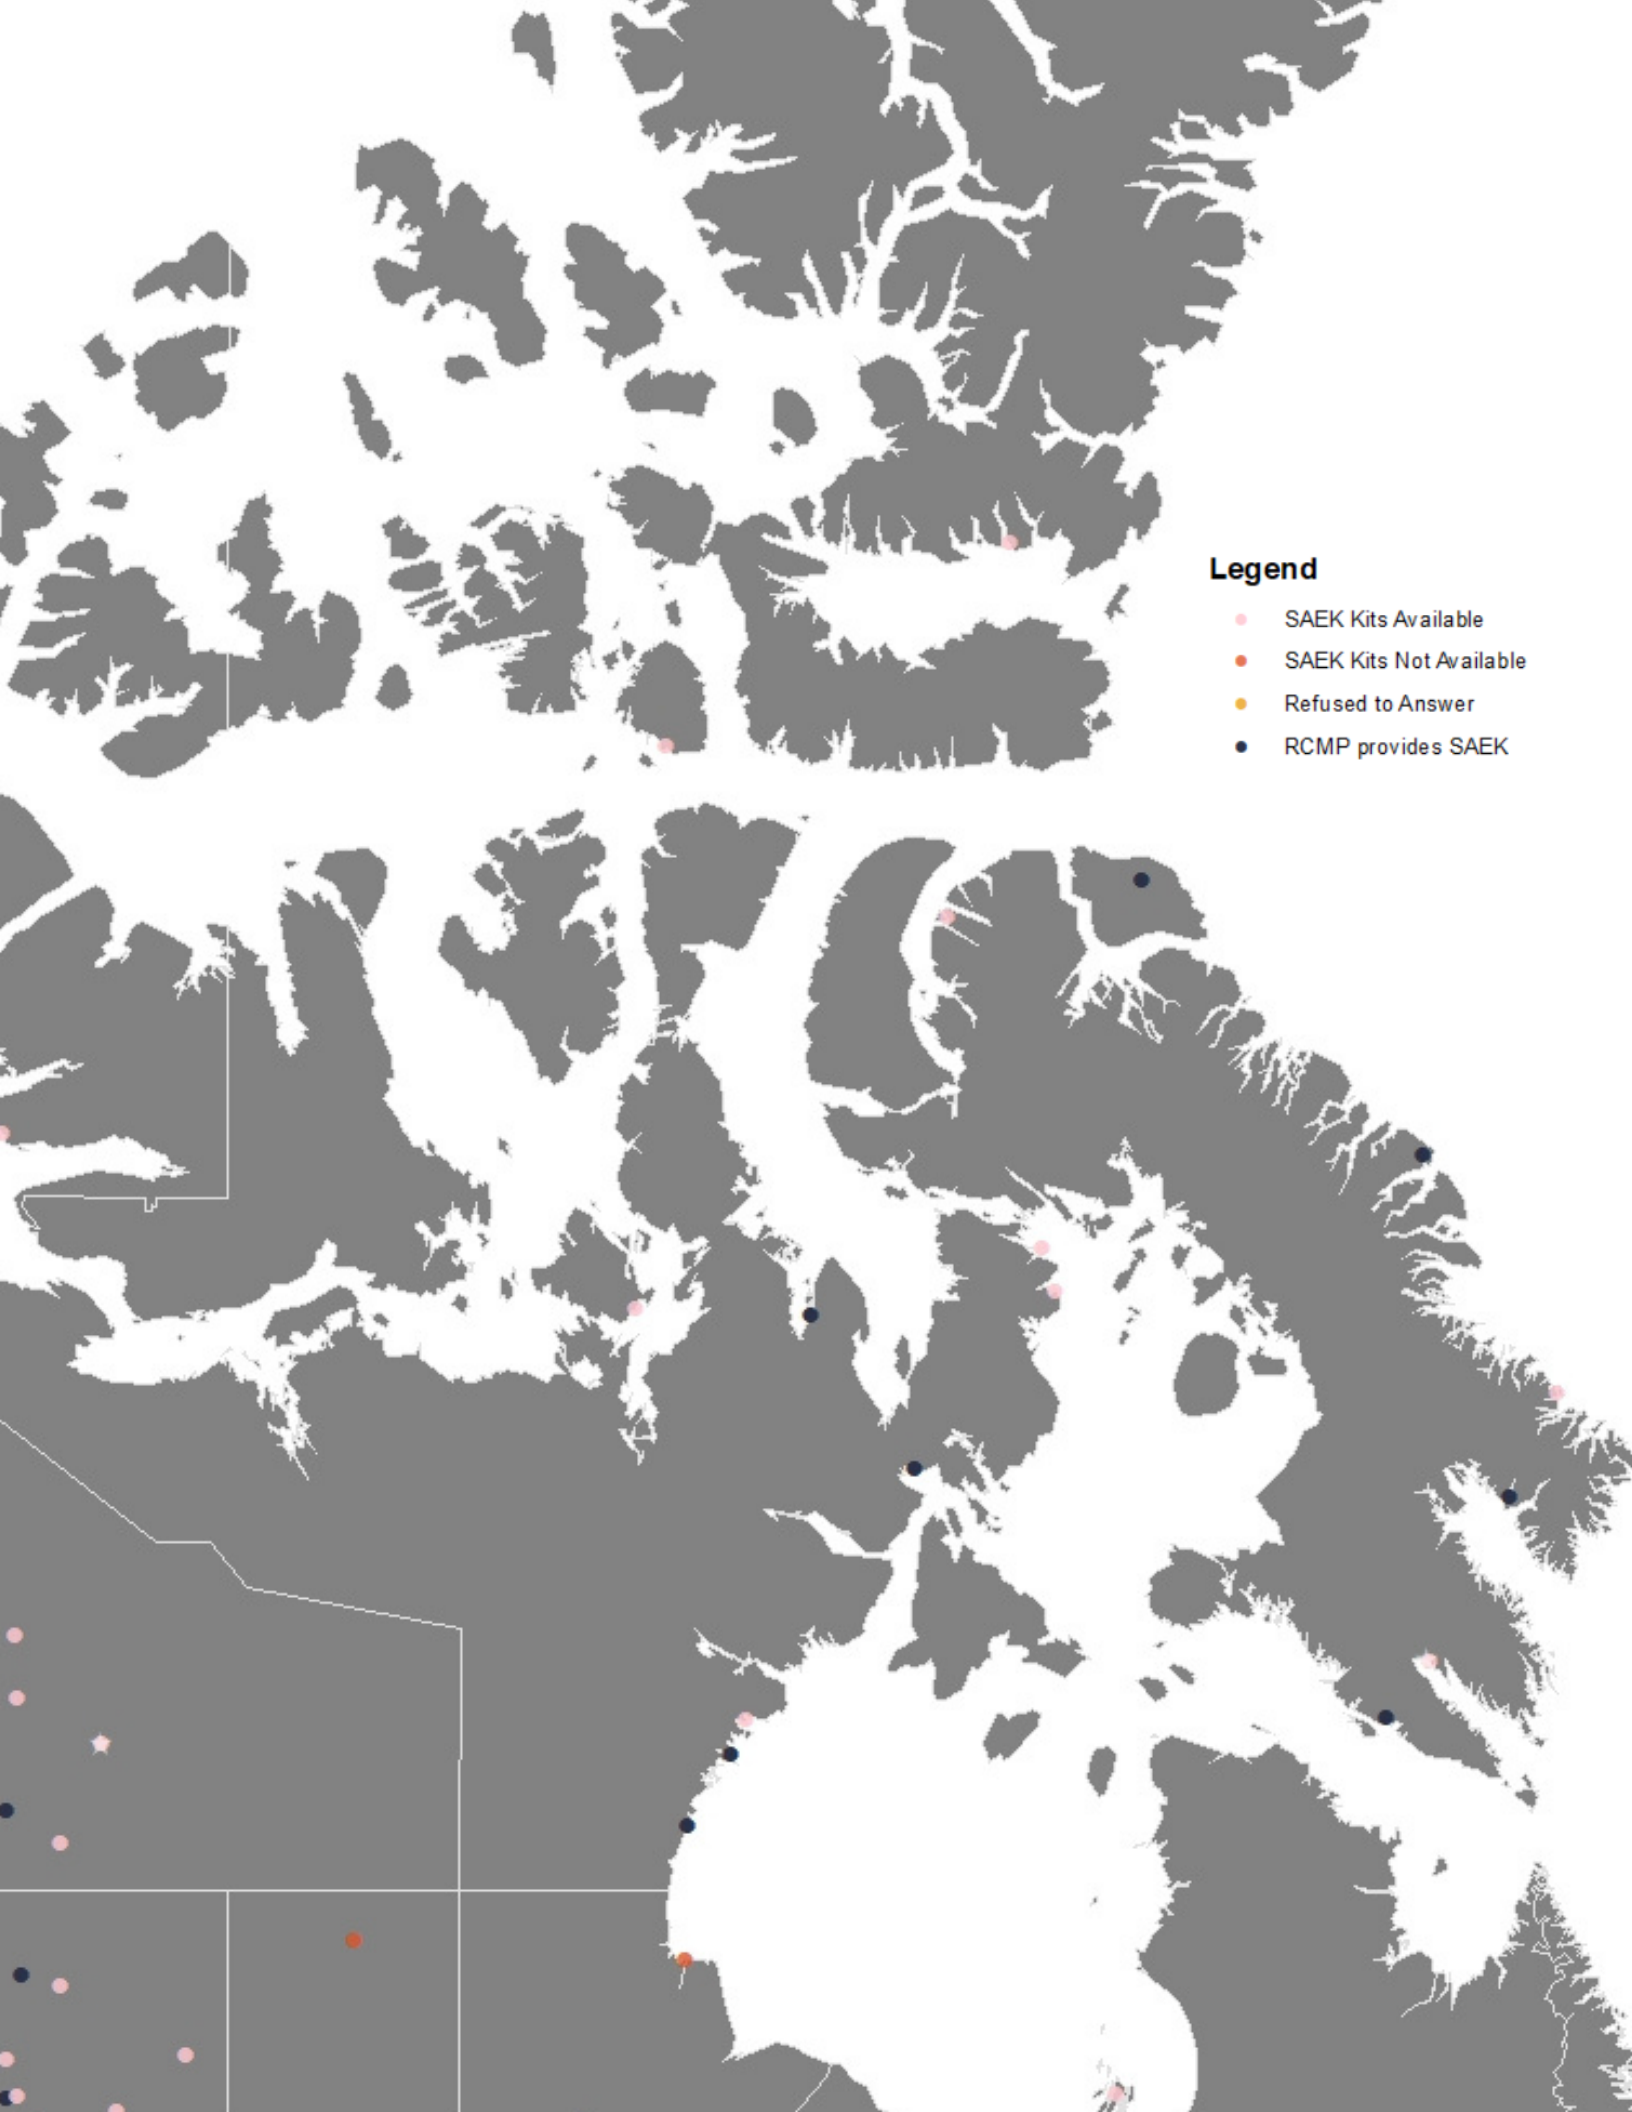 Legend
SAEK Kits Available
SAEK Kits Not Available
Refused to Answer
RCMP provides SAEK